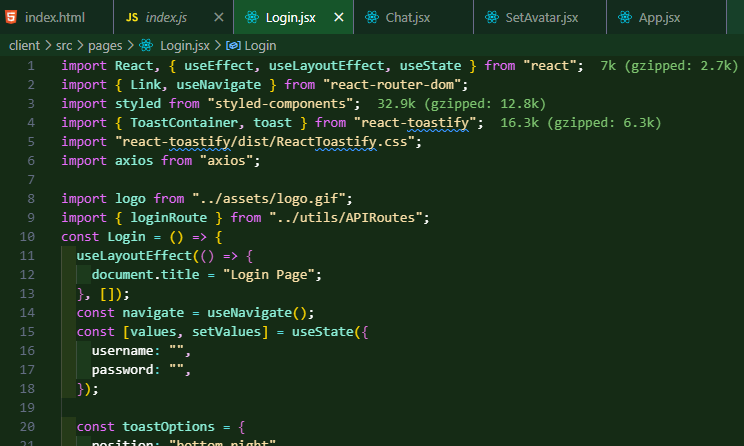 index.html JS index.js Login.jsx Chat.jsx SetAvatar.jsx App.jsx
client > src > pages > Login.jsx > Login
1 import React, { useEffect, useLayoutEffect, useState } from "react"; 7k (gzipped: 2.7k)
2 import { Link, useNavigate } from "react-router-dom";
3 import styled from "styled-components"; 32.9k (gzipped: 12.8k)
4 import { ToastContainer, toast } from "react-toastify"; 16.3k (gzipped: 6.3k)
5 import "react-toastify/dist/ReactToastify.css";
6 import axios from "axios";
7
8 import logo from "../assets/logo.gif";
9 import { loginRoute } from "../utils/APIRoutes";
10 const Login = () => {
11 useLayoutEffect(() => {
12 document.title = "Login Page";
13 }, []);
14 const navigate = useNavigate();
15 const [values, setValues] = useState({
16 username: "",
17 password: "",
18 });
19
20 const toastOptions = {
21 position: "bottom-right",